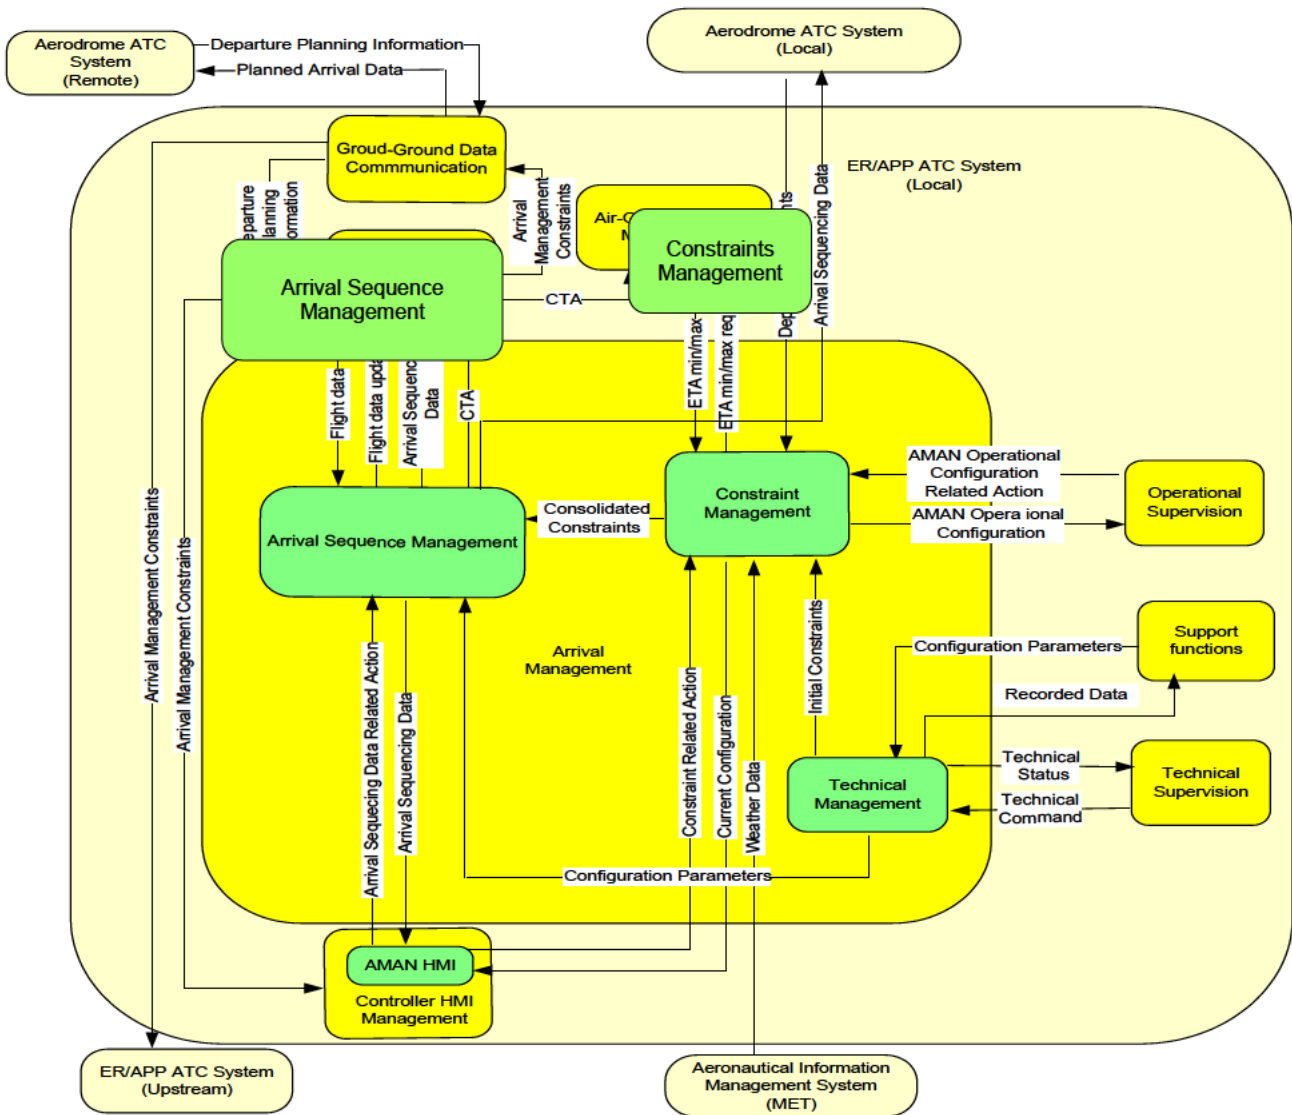 Aerodrome ATC
System
(Remote)
Departure Planning Information
Planned Arrival Data
Aerodrome ATC System
(Local)
Groud-Ground Data
Commmunication
ER/APP ATC System
(Local)
Arrival
Management
Constraints
Arrival Sequencing Data
Constraints
Management
Arrival Sequence
Management
CTA
Flight data
Flight data
Data
CTA
ETA min/max
ETA min/max req
Constraint
Management
AMAN Operational
Configuration
Related Action
AMAN Opera ional
Configuration
Operational
Supervision
Consolidated
Constraints
Arrival Sequence Management
Arrival Management Constraints
Arrival Management Constraints
Arrival
Management
Initial Constraints
Configuration Parameters
Support
functions
Recorded Data
Arrival Sequecing Data Related Action
Arrival Sequencing Data
Constraint Related Action
Current Configuration
Weather Data
Technical
Management
Technical
Status
Technical
Command
Technical
Supervision
Configuration Parameters
AMAN HMI
Controller HMI
Management
ER/APP ATC System
(Upstream)
Aeronautical Information
Management System
(MET)